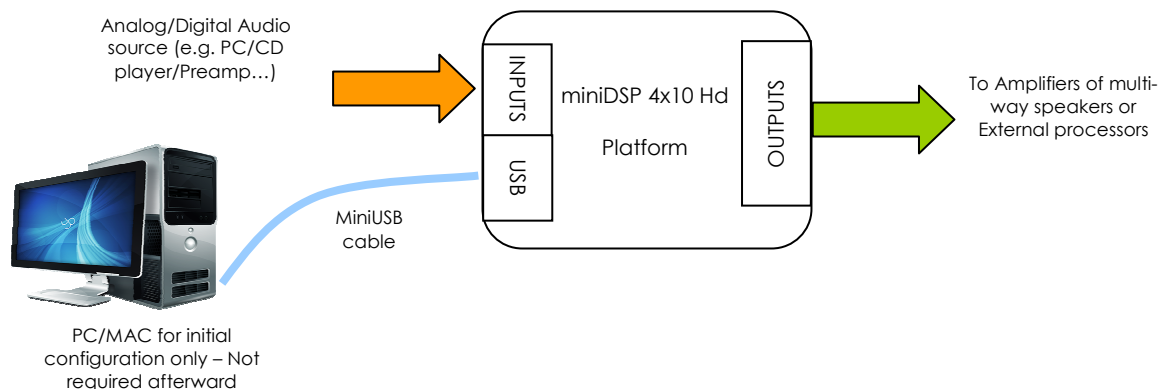 Analog/Digital Audio
source (e.g. PC/CD
player/Preamp…)
INPUTS
USB
miniDSP 4x10 Hd
Platform
OUTPUTS
To Amplifiers of multi-
way speakers or
External processors
MiniUSB
cable
PC/MAC for initial
configuration only – Not
required afterward